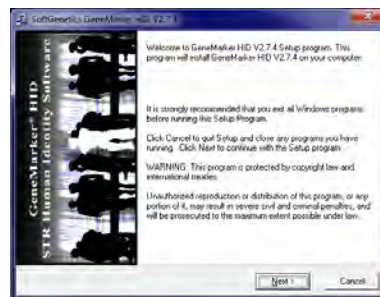 SoftGenetics GeneMarker HID V2.7.4
GeneMarker® HID
STR Human Identity Software
Welcome to GeneMarker HID V2.7.4 Setup program. This
program will install GeneMarker HID V2.7.4 on your computer.
It is strongly recommended that you exit all Windows programs
before running this Setup Program.
Click Cancel to quit Setup and close any programs you have
running. Click Next to continue with the Setup program.
WARNING: This program is protected by copyright law and
international treaties.
Unauthorized reproduction or distribution of this program, or any
portion of it, may result in severe civil and criminal penalties, and
will be prosecuted to the maximum extent possible under law.
Next >
Cancel